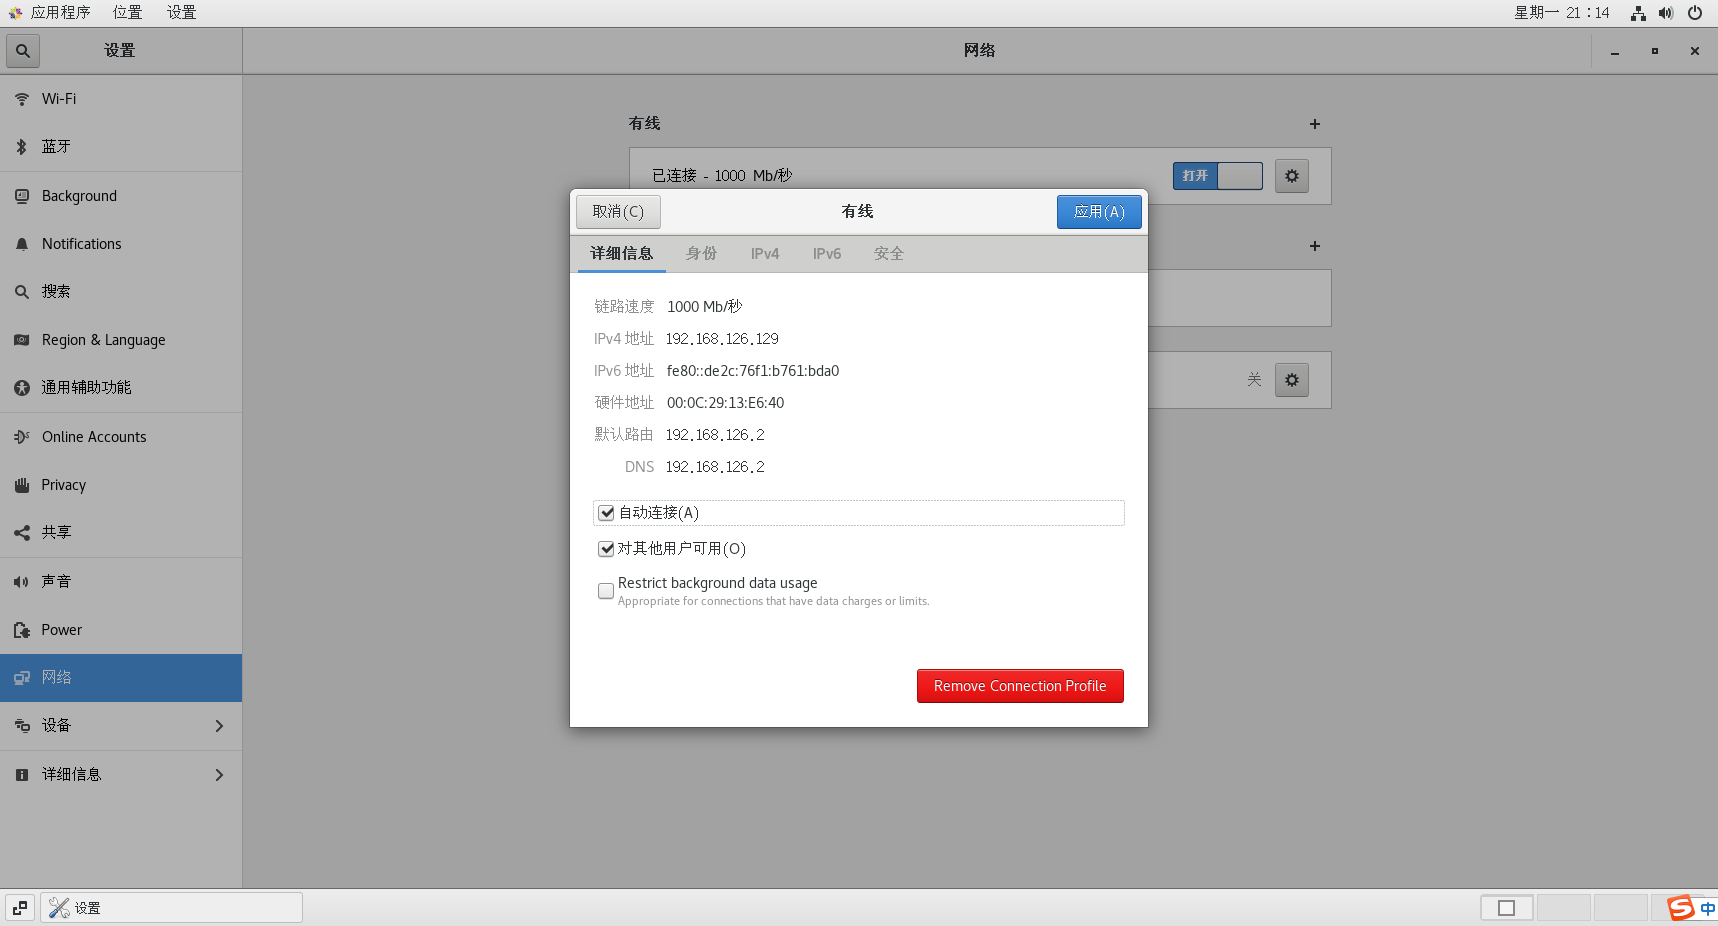 应用程序 位置 设置 星期一 21：14
设置 网络
Wi-Fi
蓝牙
Background
Notifications
搜索
Region & Language
通用辅助功能
Online Accounts
Privacy
共享
声音
Power
网络
设备
详细信息
有线
已连接 - 1000 Mb/秒 打开
关
取消(C) 有线 应用(A)
详细信息 身份 IPv4 IPv6 安全
链路速度 1000 Mb/秒
IPv4 地址 192.168.126.129
IPv6 地址 fe80::de2c:76f1:b761:bda0
硬件地址 00:0C:29:13:E6:40
默认路由 192.168.126.2
DNS 192.168.126.2
自动连接(A)
对其他用户可用(O)
Restrict background data usage
Appropriate for connections that have data charges or limits.
Remove Connection Profile
设置 中